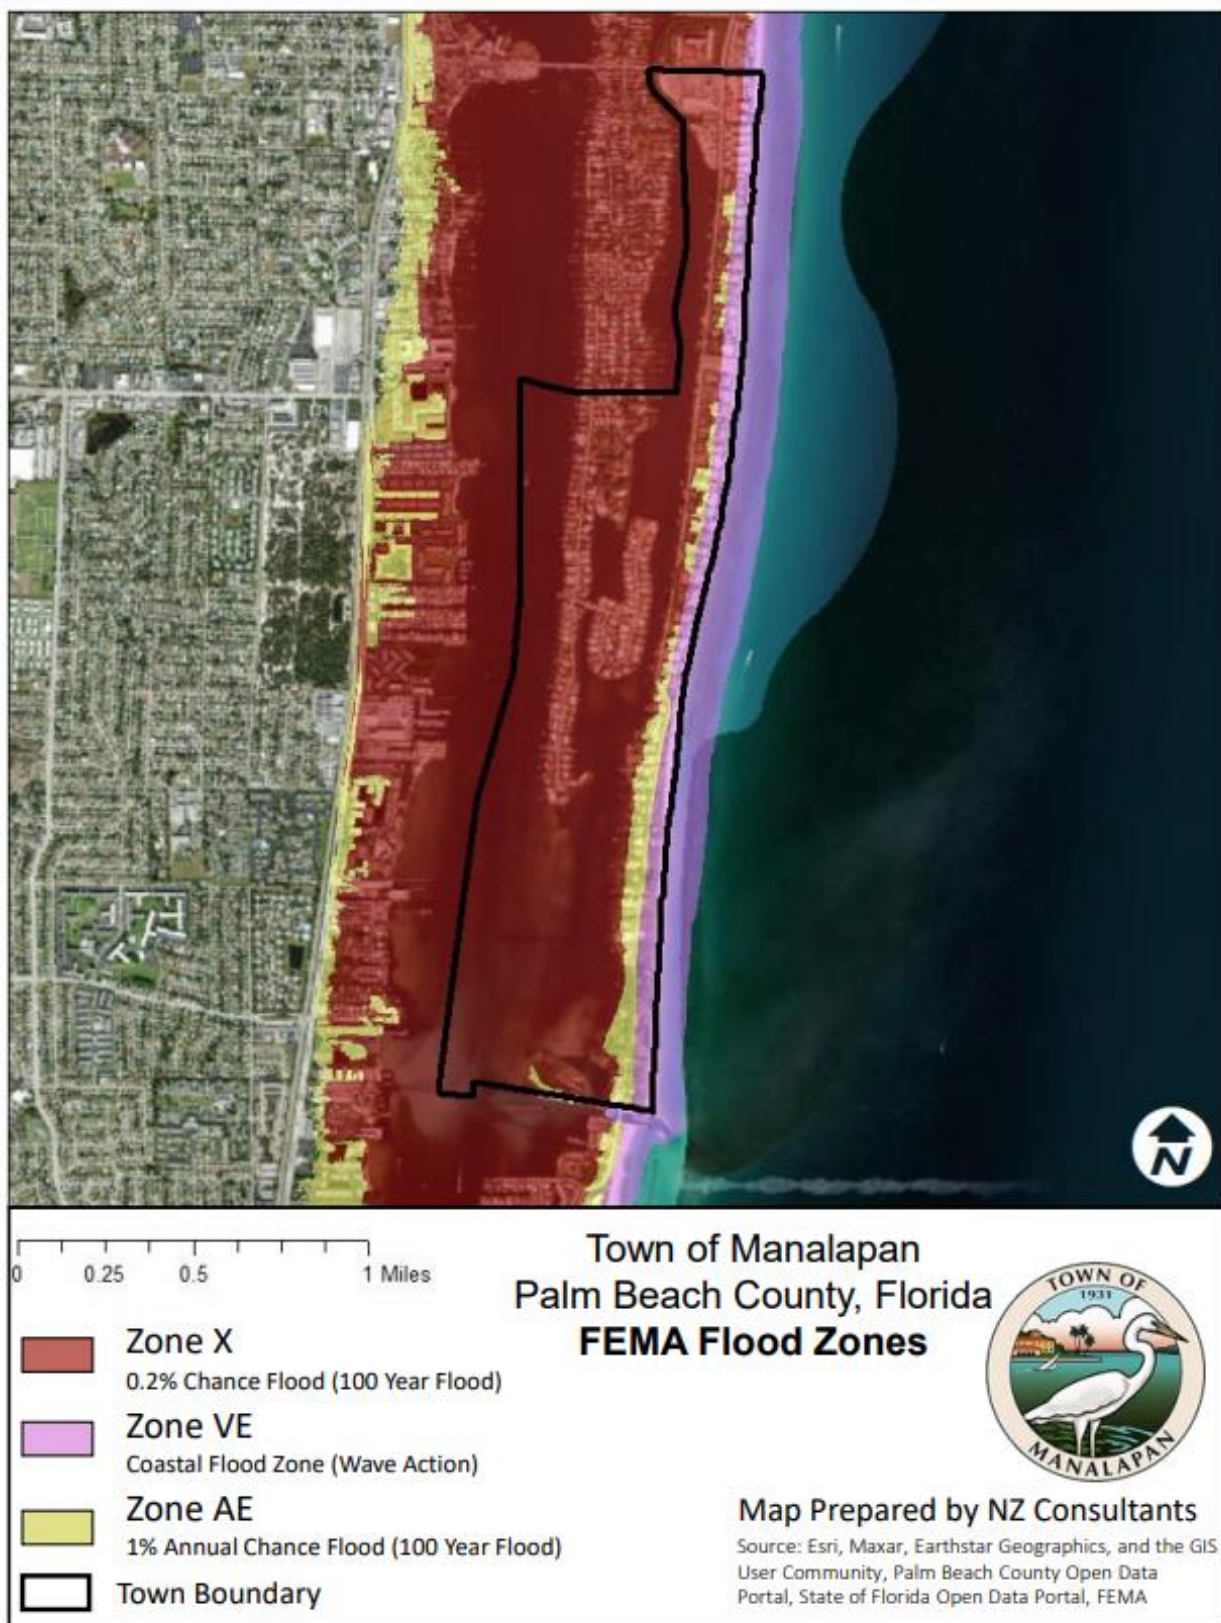 N
0 0.25 0.5 1 Miles
Town of Manalapan
Palm Beach County, Florida
FEMA Flood Zones
TOWN OF
1931
MANALAPAN
Zone X
0.2% Chance Flood (100 Year Flood)
Zone VE
Coastal Flood Zone (Wave Action)
Zone AE
1% Annual Chance Flood (100 Year Flood)
Town Boundary
Map Prepared by NZ Consultants
Source: Esri, Maxar, Earthstar Geographics, and the GIS
User Community, Palm Beach County Open Data
Portal, State of Florida Open Data Portal, FEMA